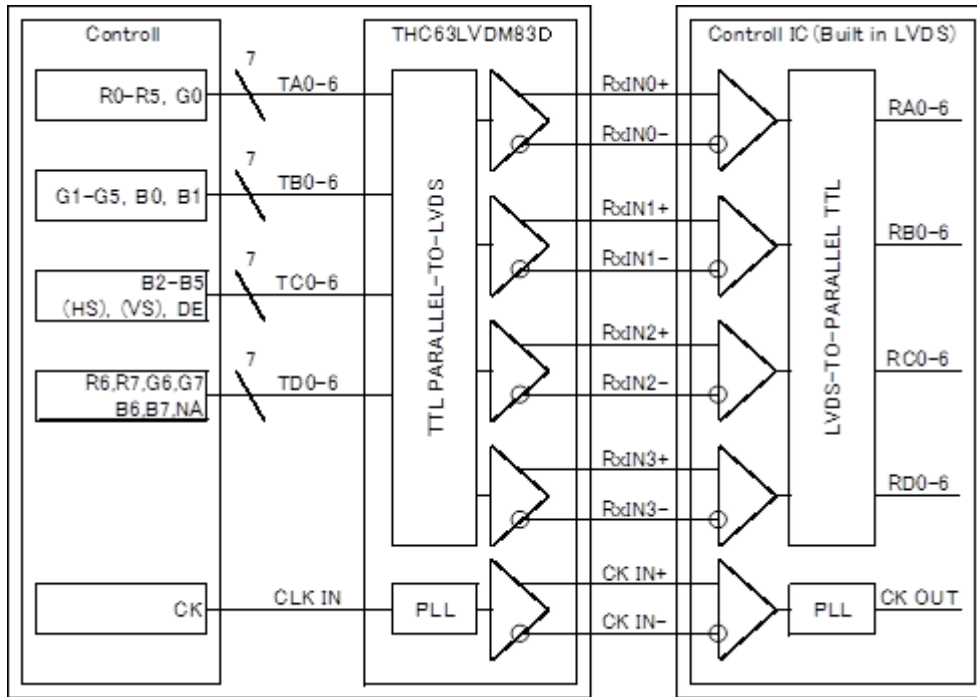 Controll
THC63LVDM83D
Controll IC (Built in LVDS)
R0-R5, G0
7
TA0-6
RxIN0+
RxIN0-
RA0-6
G1-G5, B0, B1
7
TB0-6
RxIN1+
RxIN1-
RB0-6
B2-B5
(HS), (VS), DE
7
TC0-6
RxIN2+
RxIN2-
RC0-6
R6,R7,G6,G7
B6,B7,NA
7
TD0-6
RxIN3+
RxIN3-
RD0-6
TTL PARALLEL-TO-LVDS
LVDS-TO-PARALLEL TTL
CK
CLK IN
PLL
CK IN+
CK IN-
PLL
CK OUT